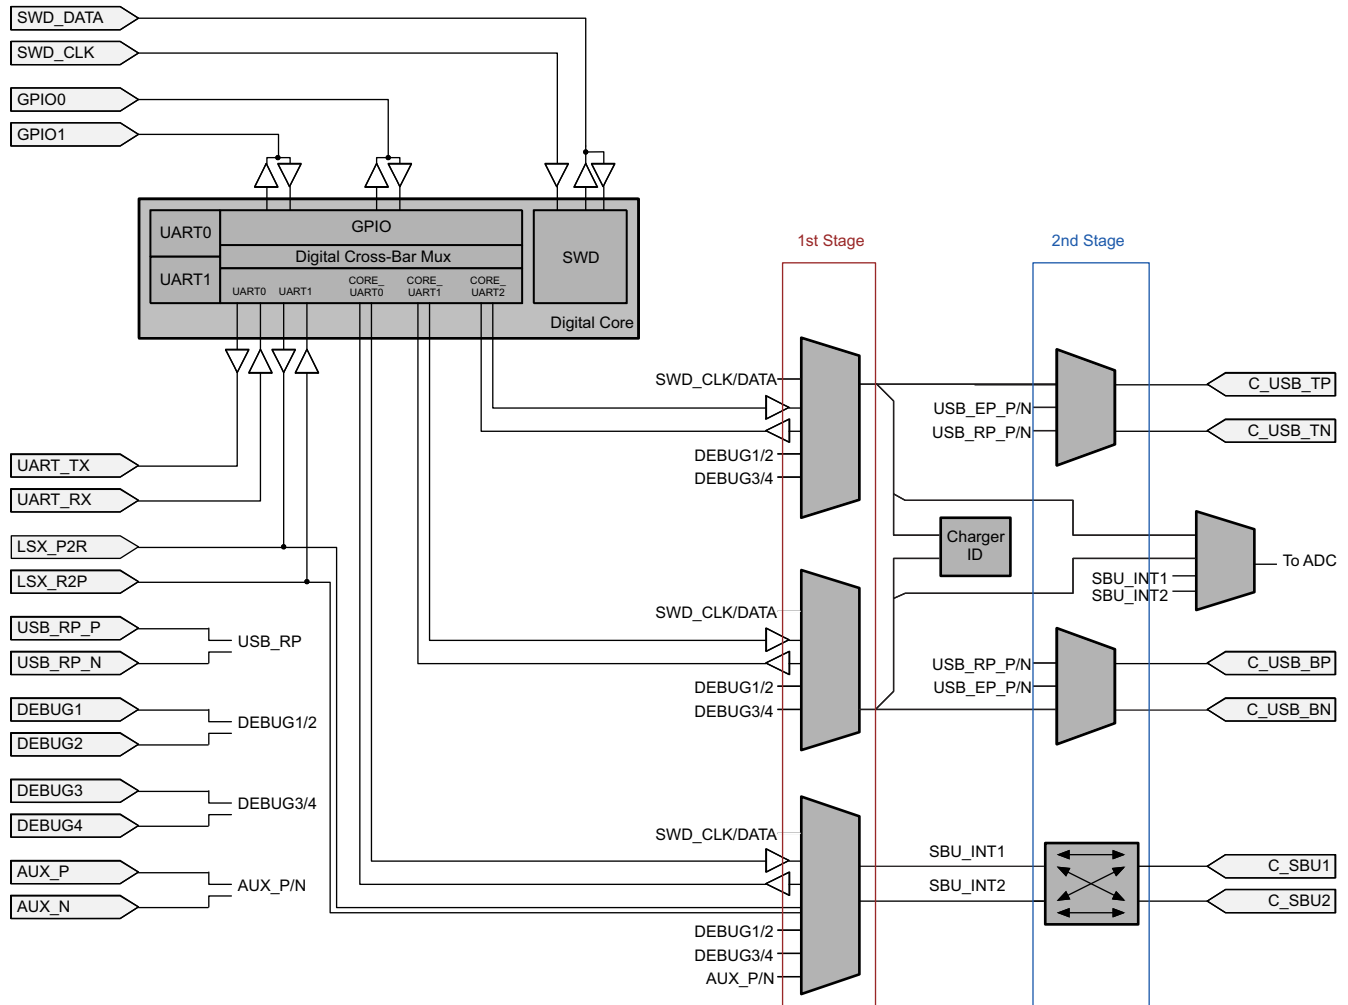 SWD_DATA
SWD_CLK
GPIO0
GPIO1
UART0
GPIO
Digital Cross-Bar Mux
SWD
UART1
UART0
UART1
CORE_
UART0
CORE_
UART1
CORE_
UART2
Digital Core
1st Stage
2nd Stage
SWD_CLK/DATA
DEBUG1/2
DEBUG3/4
USB_EP_P/N
USB_RP_P/N
C_USB_TP
C_USB_TN
UART_TX
UART_RX
LSX_P2R
LSX_R2P
Charger
ID
SBU_INT1
SBU_INT2
To ADC
USB_RP_P
USB_RP_N
USB_RP
SWD_CLK/DATA
DEBUG1/2
DEBUG3/4
USB_RP_P/N
USB_EP_P/N
C_USB_BP
C_USB_BN
DEBUG1
DEBUG2
DEBUG1/2
DEBUG3
DEBUG4
DEBUG3/4
AUX_P
AUX_N
AUX_P/N
SWD_CLK/DATA
SBU_INT1
SBU_INT2
C_SBU1
C_SBU2
DEBUG1/2
DEBUG3/4
AUX_P/N